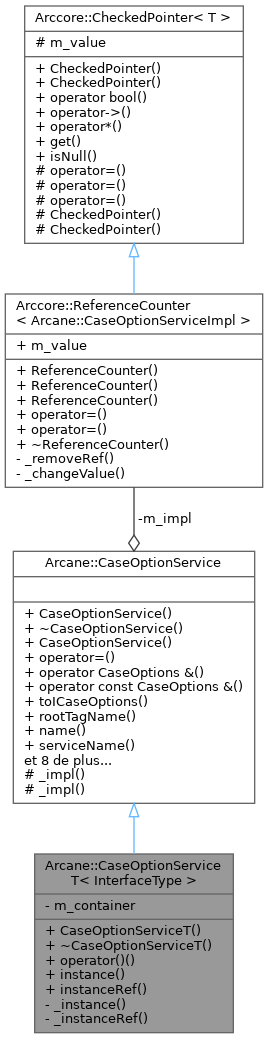 Arccore::CheckedPointer< T >
# m_value
+ CheckedPointer()
+ CheckedPointer()
+ operator bool()
+ operator->()
+ operator*()
+ get()
+ isNull()
# operator=()
# operator=()
# operator=()
# CheckedPointer()
# CheckedPointer()
Arccore::ReferenceCounter
< Arcane::CaseOptionServiceImpl >
+ m_value
+ ReferenceCounter()
+ ReferenceCounter()
+ ReferenceCounter()
+ operator=()
+ operator=()
+ ~ReferenceCounter()
- _removeRef()
- _changeValue()
-m_impl
Arcane::CaseOptionService
+ CaseOptionService()
+ ~CaseOptionService()
+ CaseOptionService()
+ operator=()
+ operator CaseOptions &()
+ operator const CaseOptions &()
+ toICaseOptions()
+ rootTagName()
+ name()
+ serviceName()
et 8 de plus...
# _impl()
# _impl()
Arcane::CaseOptionService
T< InterfaceType >
- m_container
+ CaseOptionServiceT()
+ ~CaseOptionServiceT()
+ operator()()
+ instance()
+ instanceRef()
- _instance()
- _instanceRef()